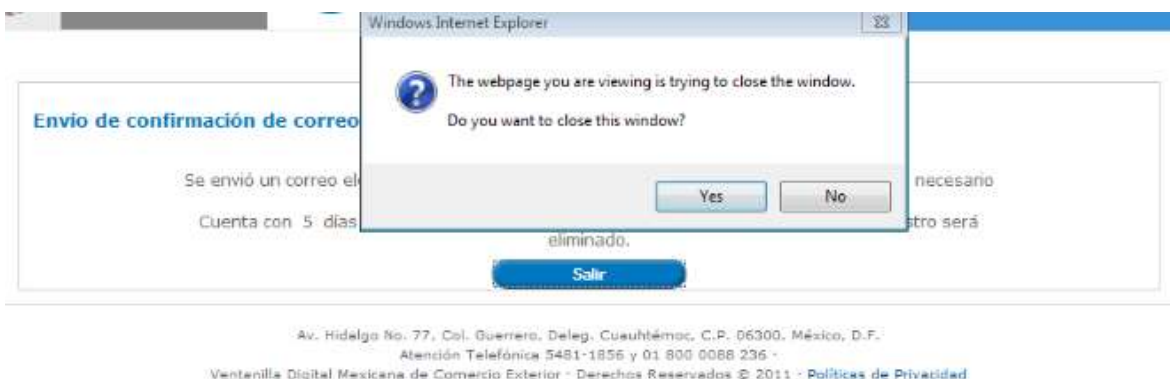 Windows Internet Explorer
The webpage you are viewing is trying to close the window.
Do you want to close this window?
Yes
No
Envio de confirmación de correo
Se envió un correo el necesario
Cuenta con 5 días stro será
eliminado.
Salir
Av. Hidalgo No. 77, Col. Guerrero, Deleg. Cuauhtémoc, C.P. 06300, México, D.F.
Atención Telefónica 5481-1856 y 01 800 0088 236 -
Ventanilla Digital Mexicana de Comercio Exterior - Derechos Reservados © 2011 - Políticas de Privacidad